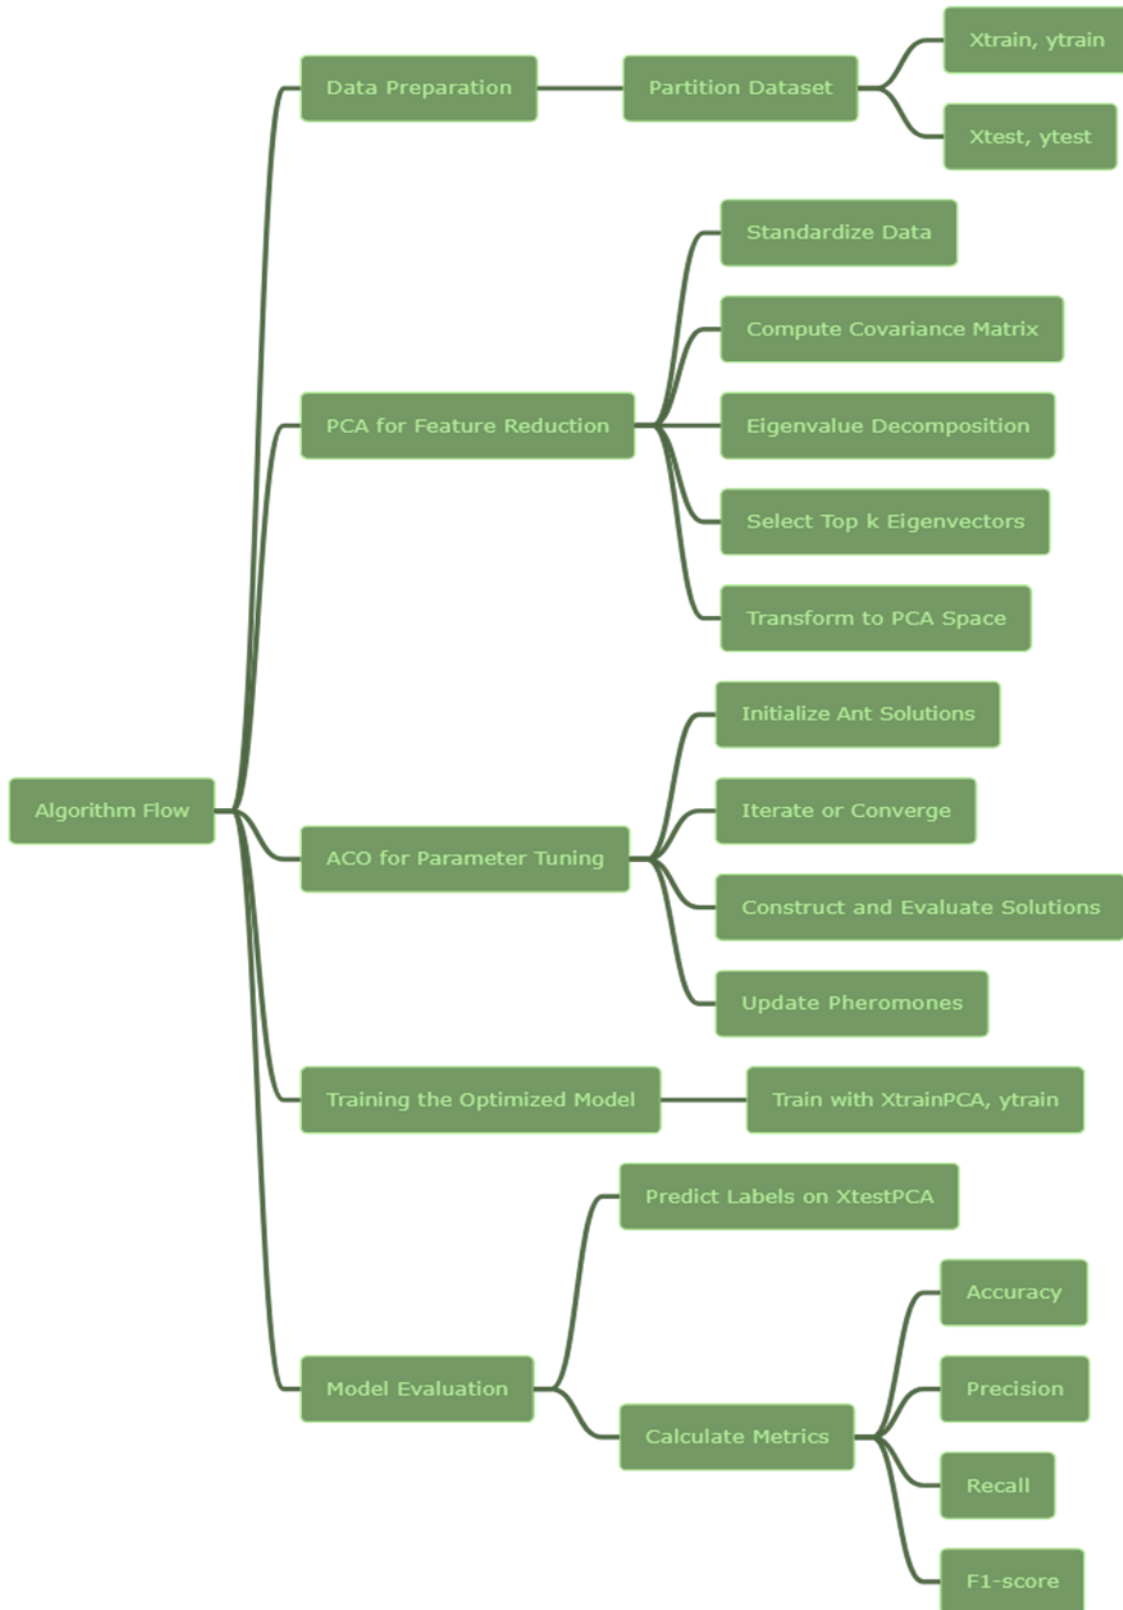 Algorithm Flow
Data Preparation
Partition Dataset
Xtrain, ytrain
Xtest, ytest
PCA for Feature Reduction
Standardize Data
Compute Covariance Matrix
Eigenvalue Decomposition
Select Top k Eigenvectors
Transform to PCA Space
ACO for Parameter Tuning
Initialize Ant Solutions
Iterate or Converge
Construct and Evaluate Solutions
Update Pheromones
Training the Optimized Model
Train with XtrainPCA, ytrain
Model Evaluation
Predict Labels on XtestPCA
Calculate Metrics
Accuracy
Precision
Recall
F1-score